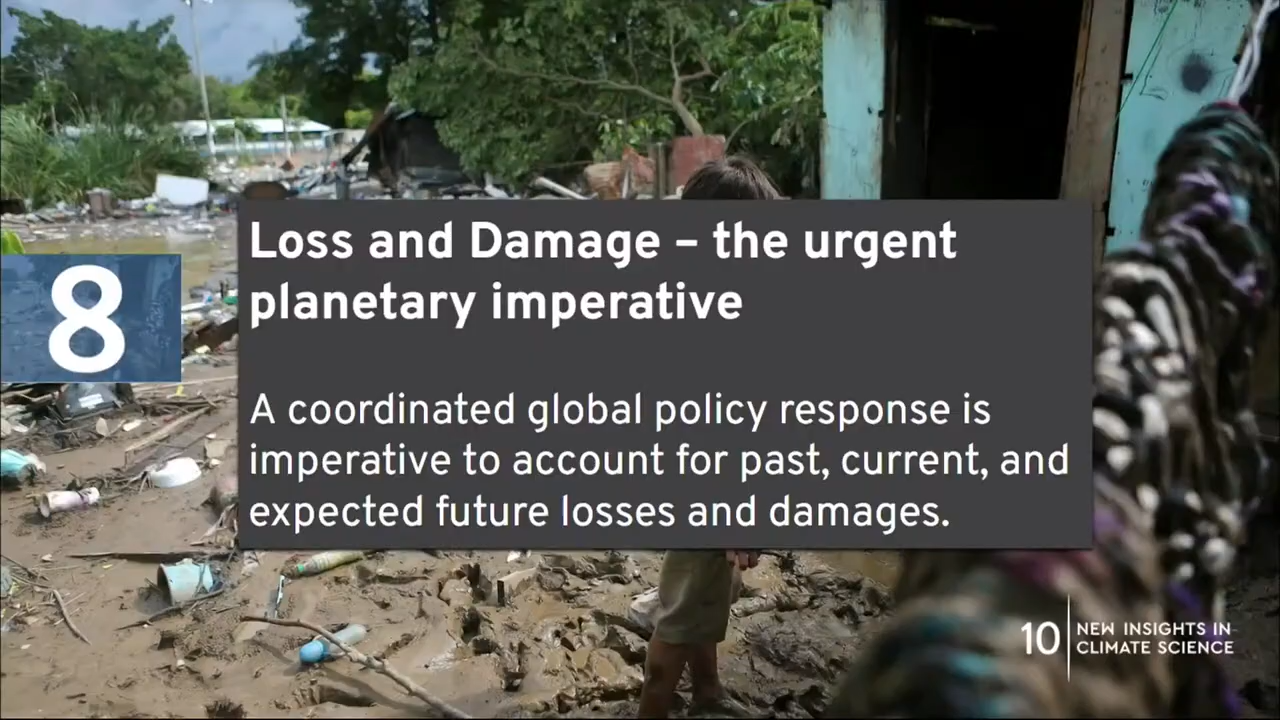 8
Loss and Damage – the urgent
planetary imperative
A coordinated global policy response is
imperative to account for past, current, and
expected future losses and damages.
10 NEW INSIGHTS IN
CLIMATE SCIENCE